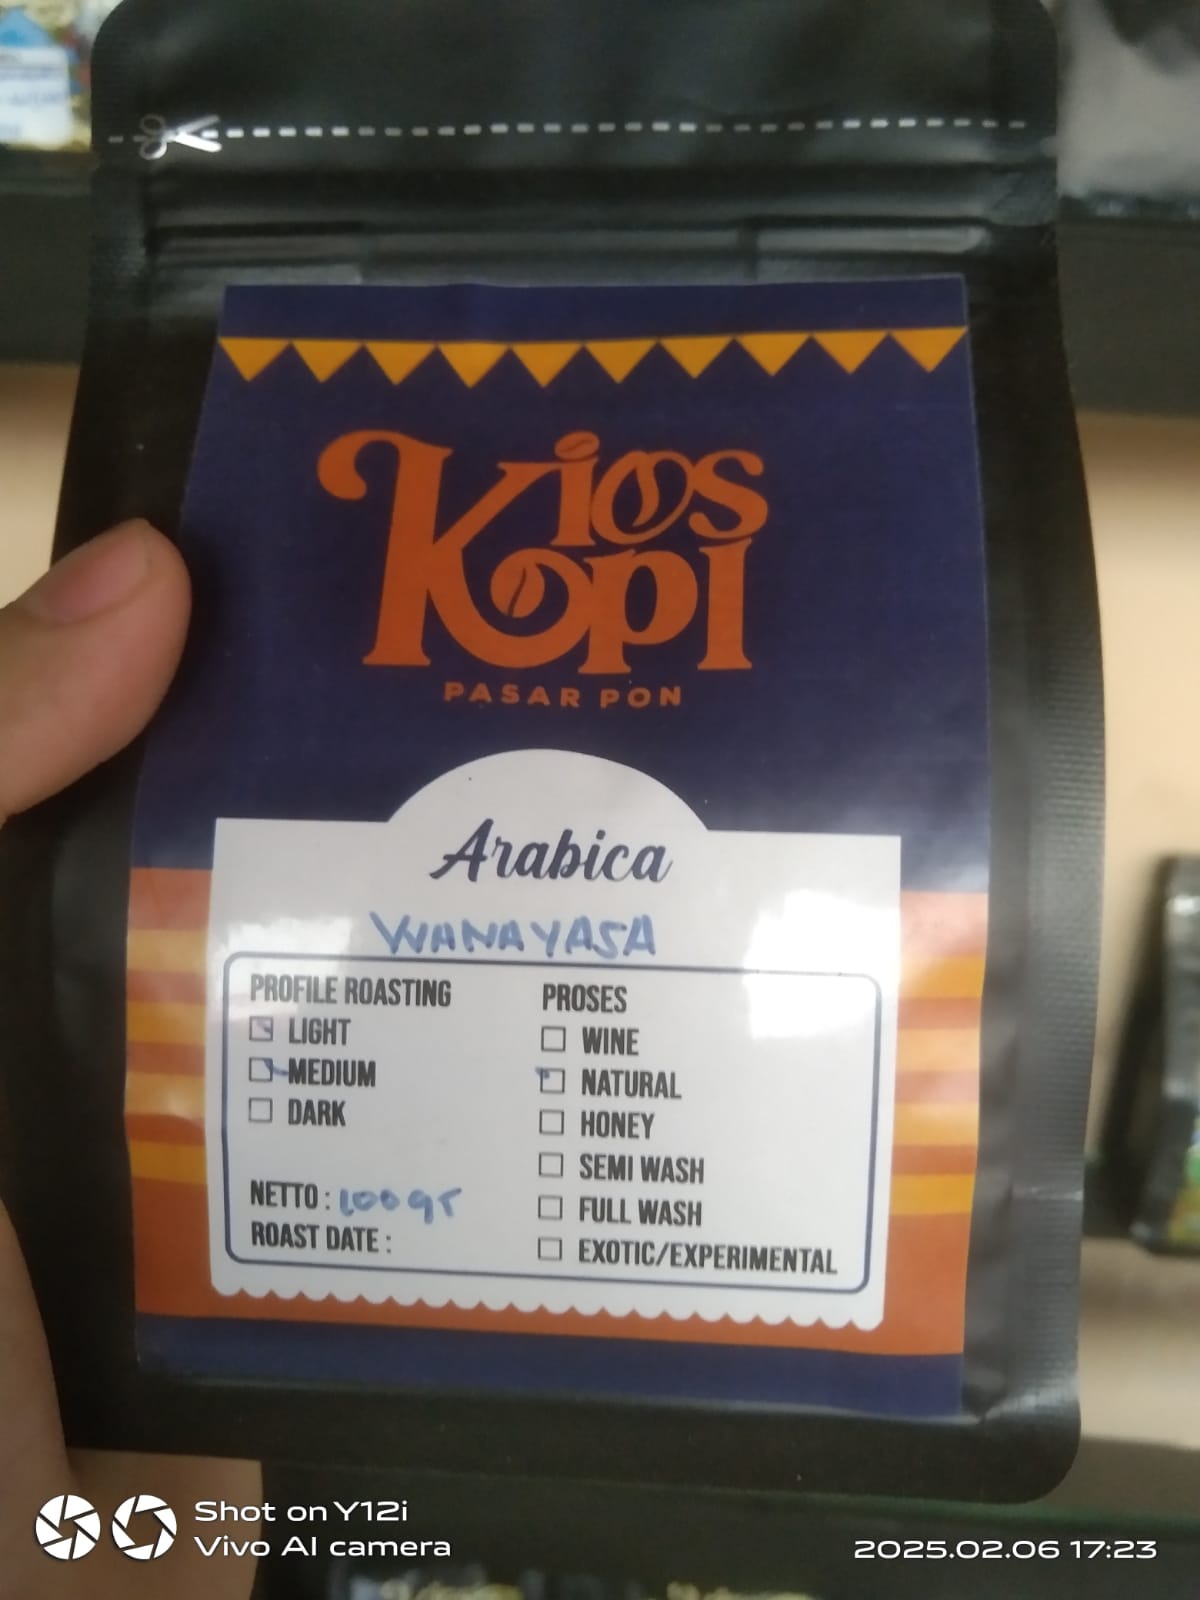 Kios
Kopi
PASAR PON
Arabica
WANAYASA
PROFILE ROASTING
LIGHT
MEDIUM
DARK
NETTO : 100 gr
ROAST DATE :
PROSES
WINE
NATURAL
HONEY
SEMI WASH
FULL WASH
EXOTIC/EXPERIMENTAL
Shot on Y12i
Vivo AI camera
2025.02.06 17:23